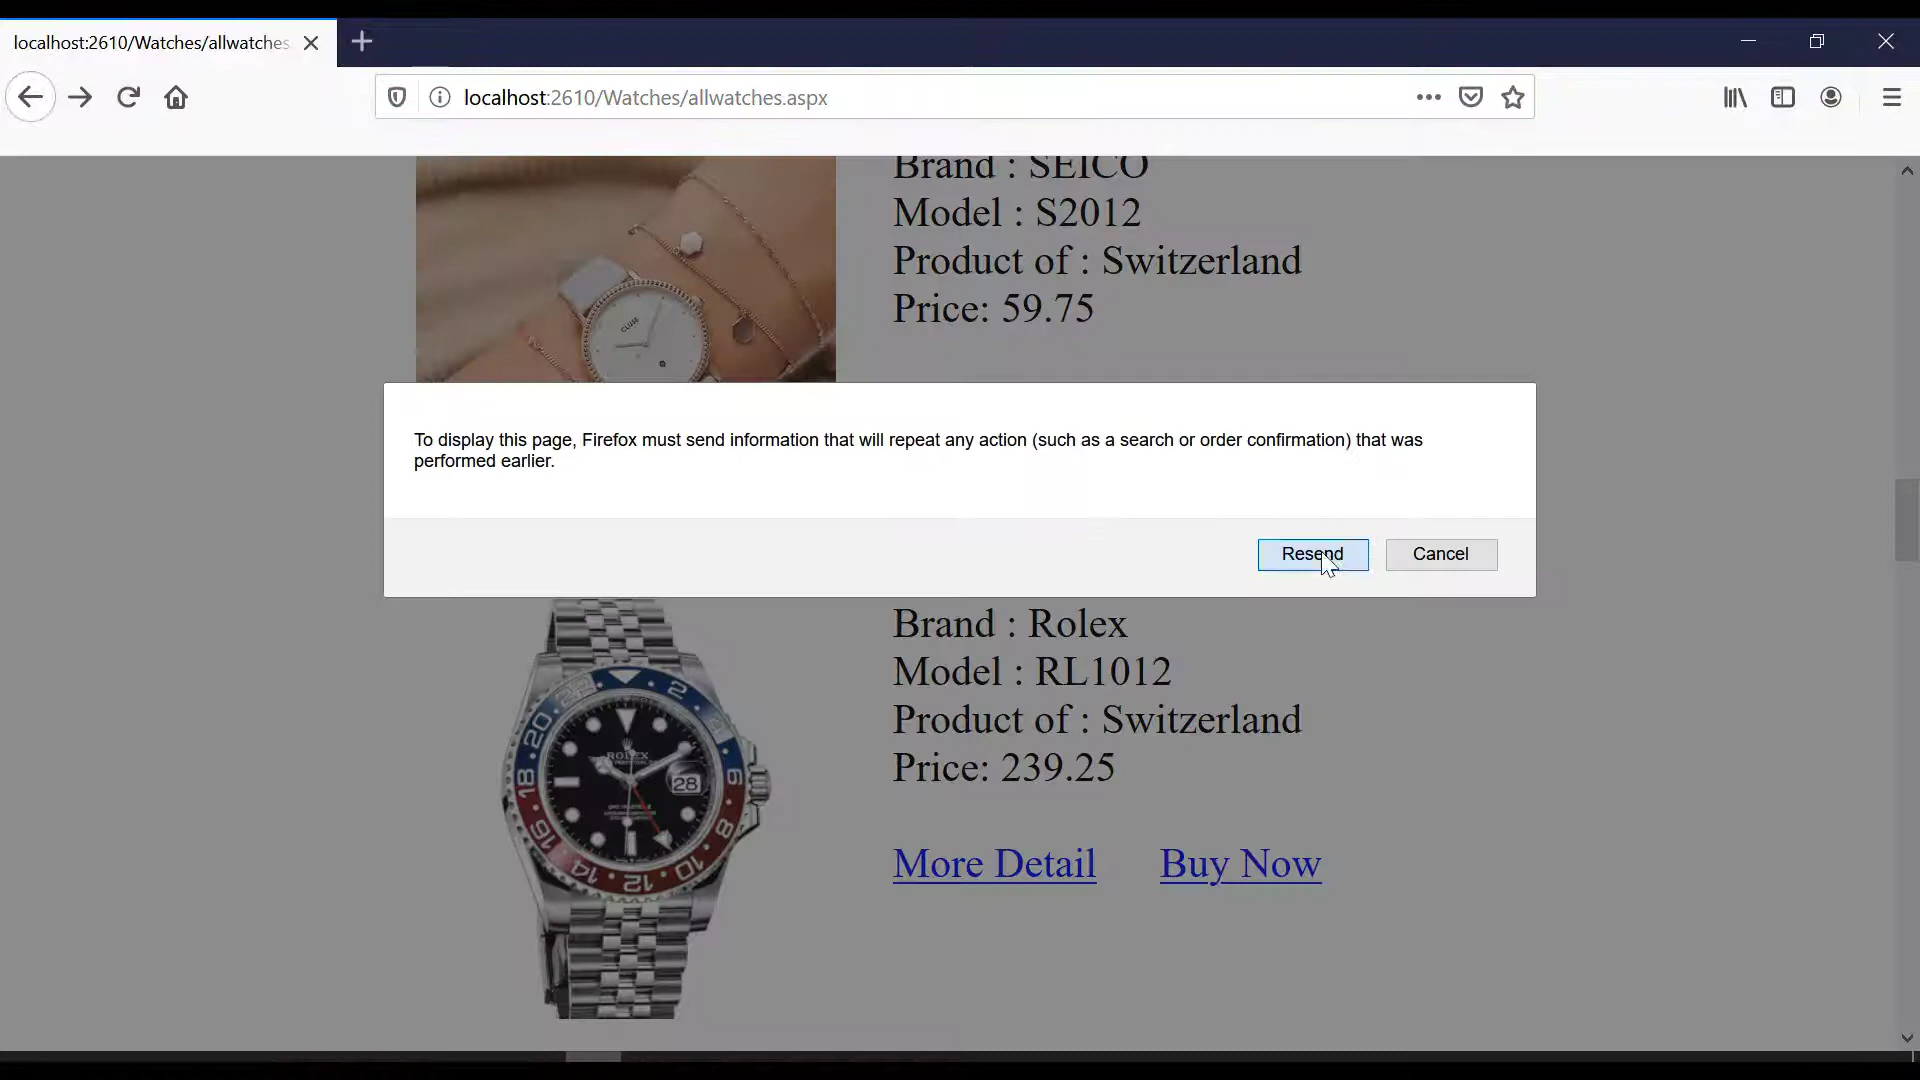 localhost:2610/Watches/allwatches
localhost:2610/Watches/allwatches.aspx
Brand : SEICO
Model : S2012
Product of : Switzerland
Price: 59.75
CLUSE
To display this page, Firefox must send information that will repeat any action (such as a search or order confirmation) that was
performed earlier.
Resend
Cancel
Brand : Rolex
Model : RL1012
Product of : Switzerland
Price: 239.25
ROLEX
28
More Detail
Buy Now